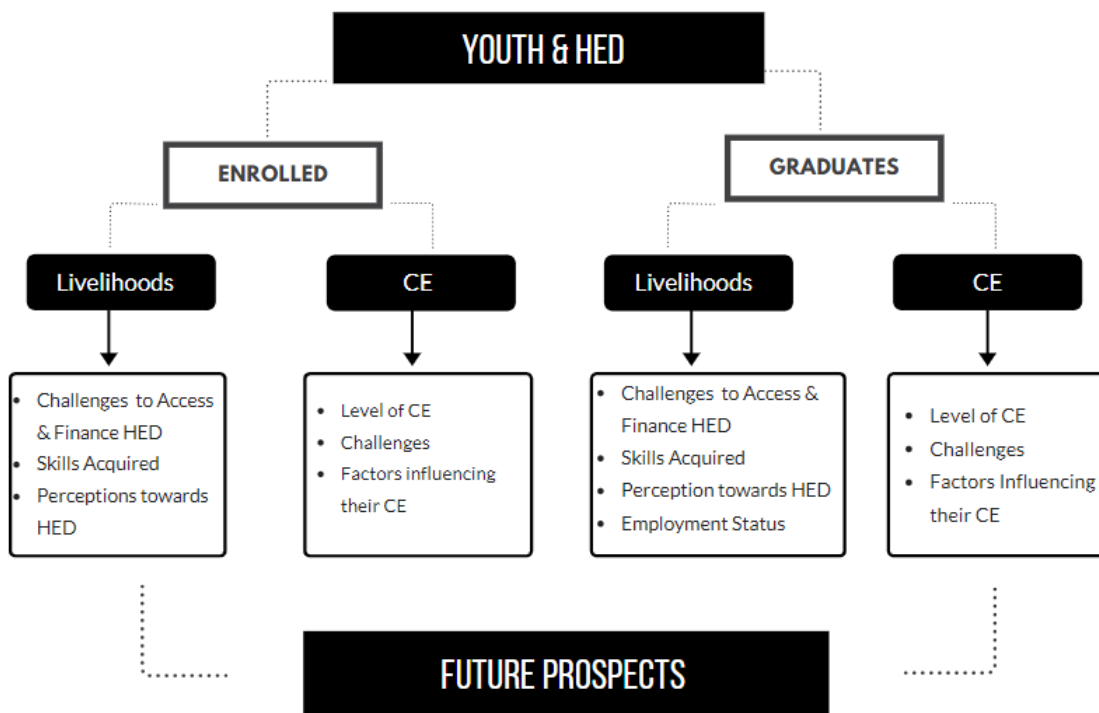 YOUTH & HED
ENROLLED
GRADUATES
Livelihoods
CE
Livelihoods
CE
• Challenges to Access
& Finance HED
• Skills Acquired
• Perceptions towards
HED
• Level of CE
• Challenges
• Factors influencing
their CE
• Challenges to Access &
Finance HED
• Skills Acquired
• Perception towards HED
• Employment Status
• Level of CE
• Challenges
• Factors Influencing
their CE
FUTURE PROSPECTS